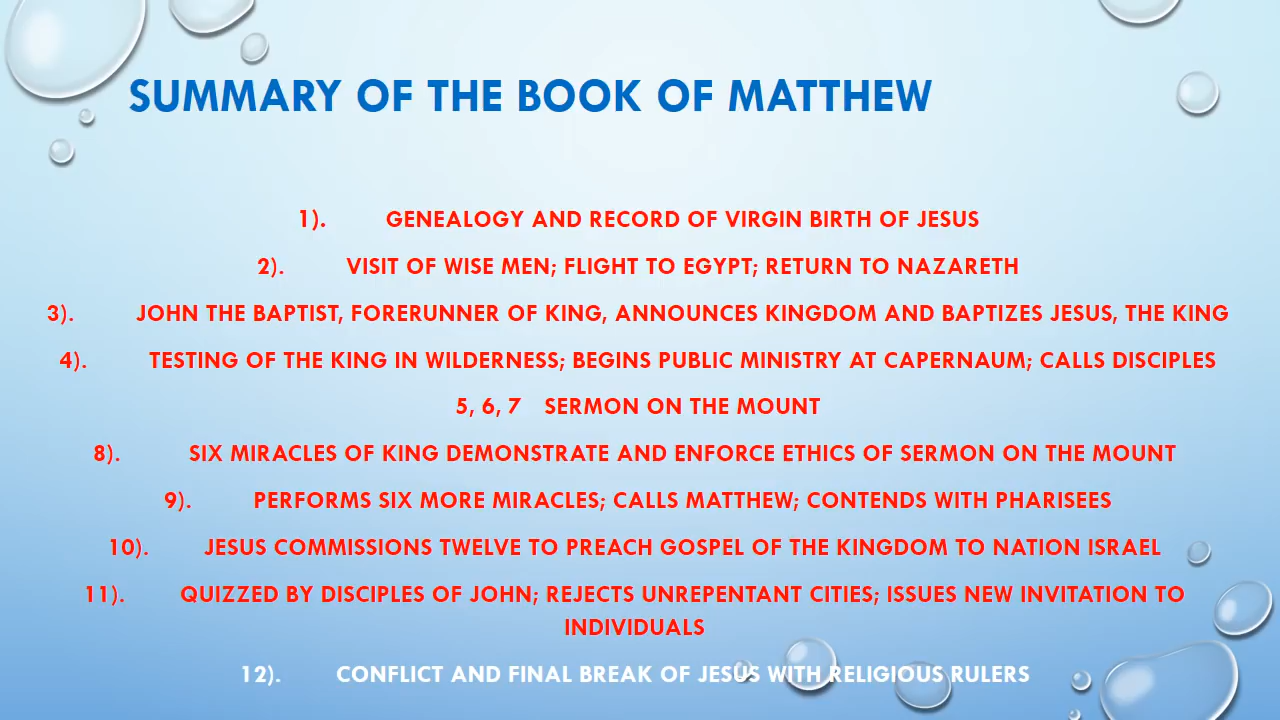 SUMMARY OF THE BOOK OF MATTHEW
1). GENEALOGY AND RECORD OF VIRGIN BIRTH OF JESUS
2). VISIT OF WISE MEN; FLIGHT TO EGYPT; RETURN TO NAZARETH
3). JOHN THE BAPTIST, FORERUNNER OF KING, ANNOUNCES KINGDOM AND BAPTIZES JESUS, THE KING
4). TESTING OF THE KING IN WILDERNESS; BEGINS PUBLIC MINISTRY AT CAPERNAUM; CALLS DISCIPLES
5, 6, 7 SERMON ON THE MOUNT
8). SIX MIRACLES OF KING DEMONSTRATE AND ENFORCE ETHICS OF SERMON ON THE MOUNT
9). PERFORMS SIX MORE MIRACLES; CALLS MATTHEW; CONTENDS WITH PHARISEES
10). JESUS COMMISSIONS TWELVE TO PREACH GOSPEL OF THE KINGDOM TO NATION ISRAEL
11). QUIZZED BY DISCIPLES OF JOHN; REJECTS UNREPENTANT CITIES; ISSUES NEW INVITATION TO
INDIVIDUALS
12). CONFLICT AND FINAL BREAK OF JESUS WITH RELIGIOUS RULERS